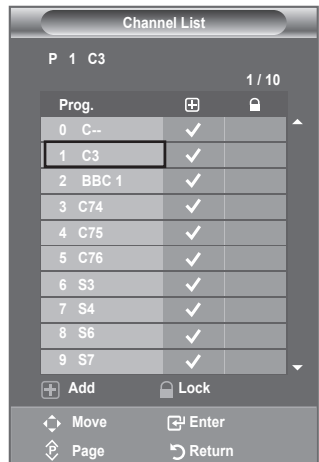 Channel List
P 1 C3
1 / 10
Prog.
0 C--
1 C3
2 BBC 1
3 C74
4 C75
5 C76
6 S3
7 S4
8 S6
9 S7
Add Lock
Move Enter
P Page Return